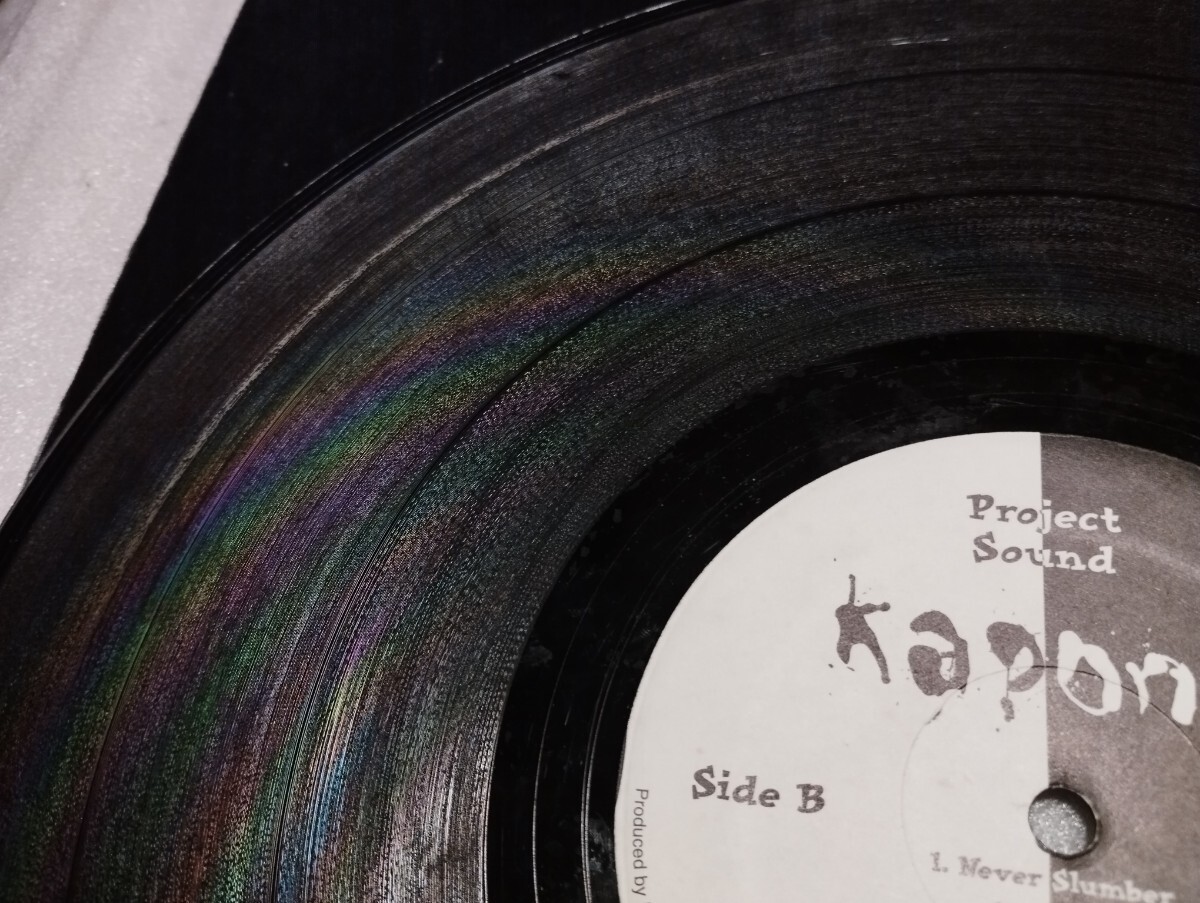 Project
Sound
kapon
Side B
1. Never Slumber
Produced by